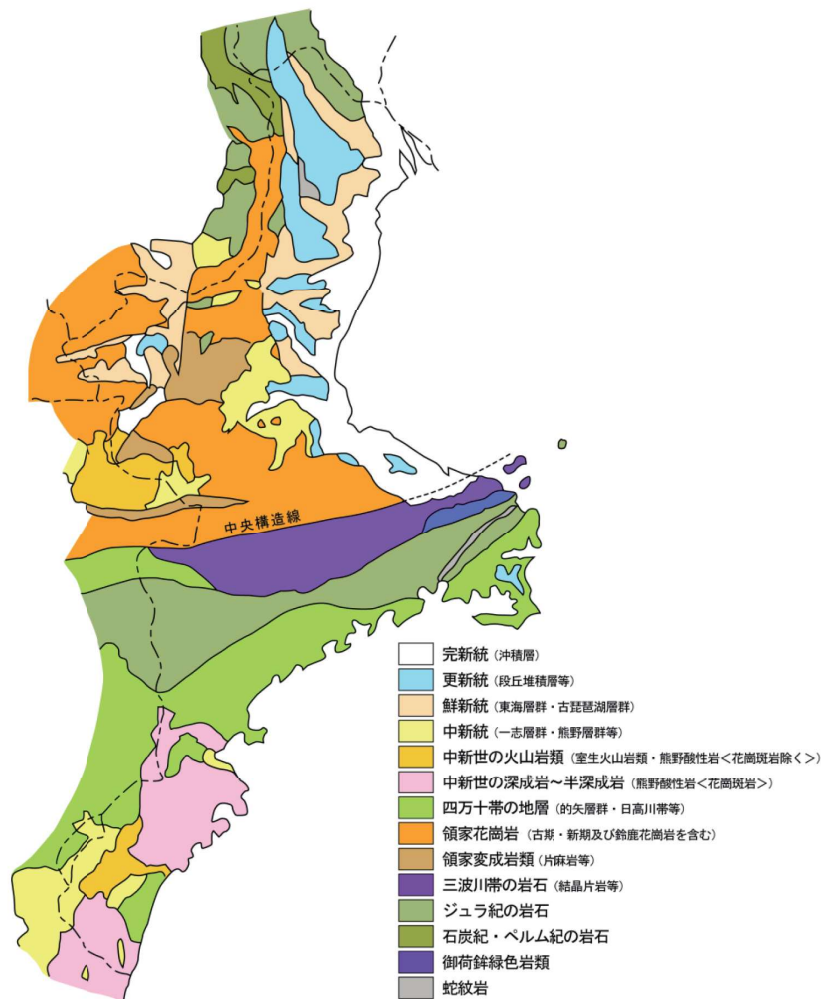 中央構造線
完新統（沖積層）
更新統（段丘堆積層等）
鮮新統（東海層群・古琵琶湖層群）
中新統（一志層群・熊野層群等）
中新世の火山岩類（室生火山岩類・熊野酸性岩＜花崗斑岩除く＞）
中新世の深成岩～半深成岩（熊野酸性岩＜花崗斑岩＞）
四万十帯の地層（的矢層群・日高川帯等）
領家花崗岩（古期・新期及び鈴鹿花崗岩を含む）
領家変成岩類（片麻岩等）
三波川帯の岩石（結晶片岩等）
ジュラ紀の岩石
石炭紀・ペルム紀の岩石
御荷鉾緑色岩類
蛇紋岩